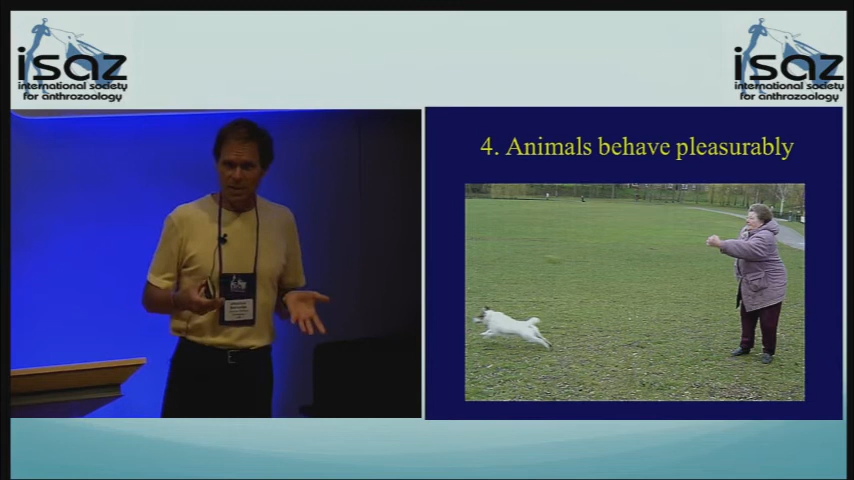 isaz
international society
for anthrozoology
isaz
international society
for anthrozoology
4. Animals behave pleasurably